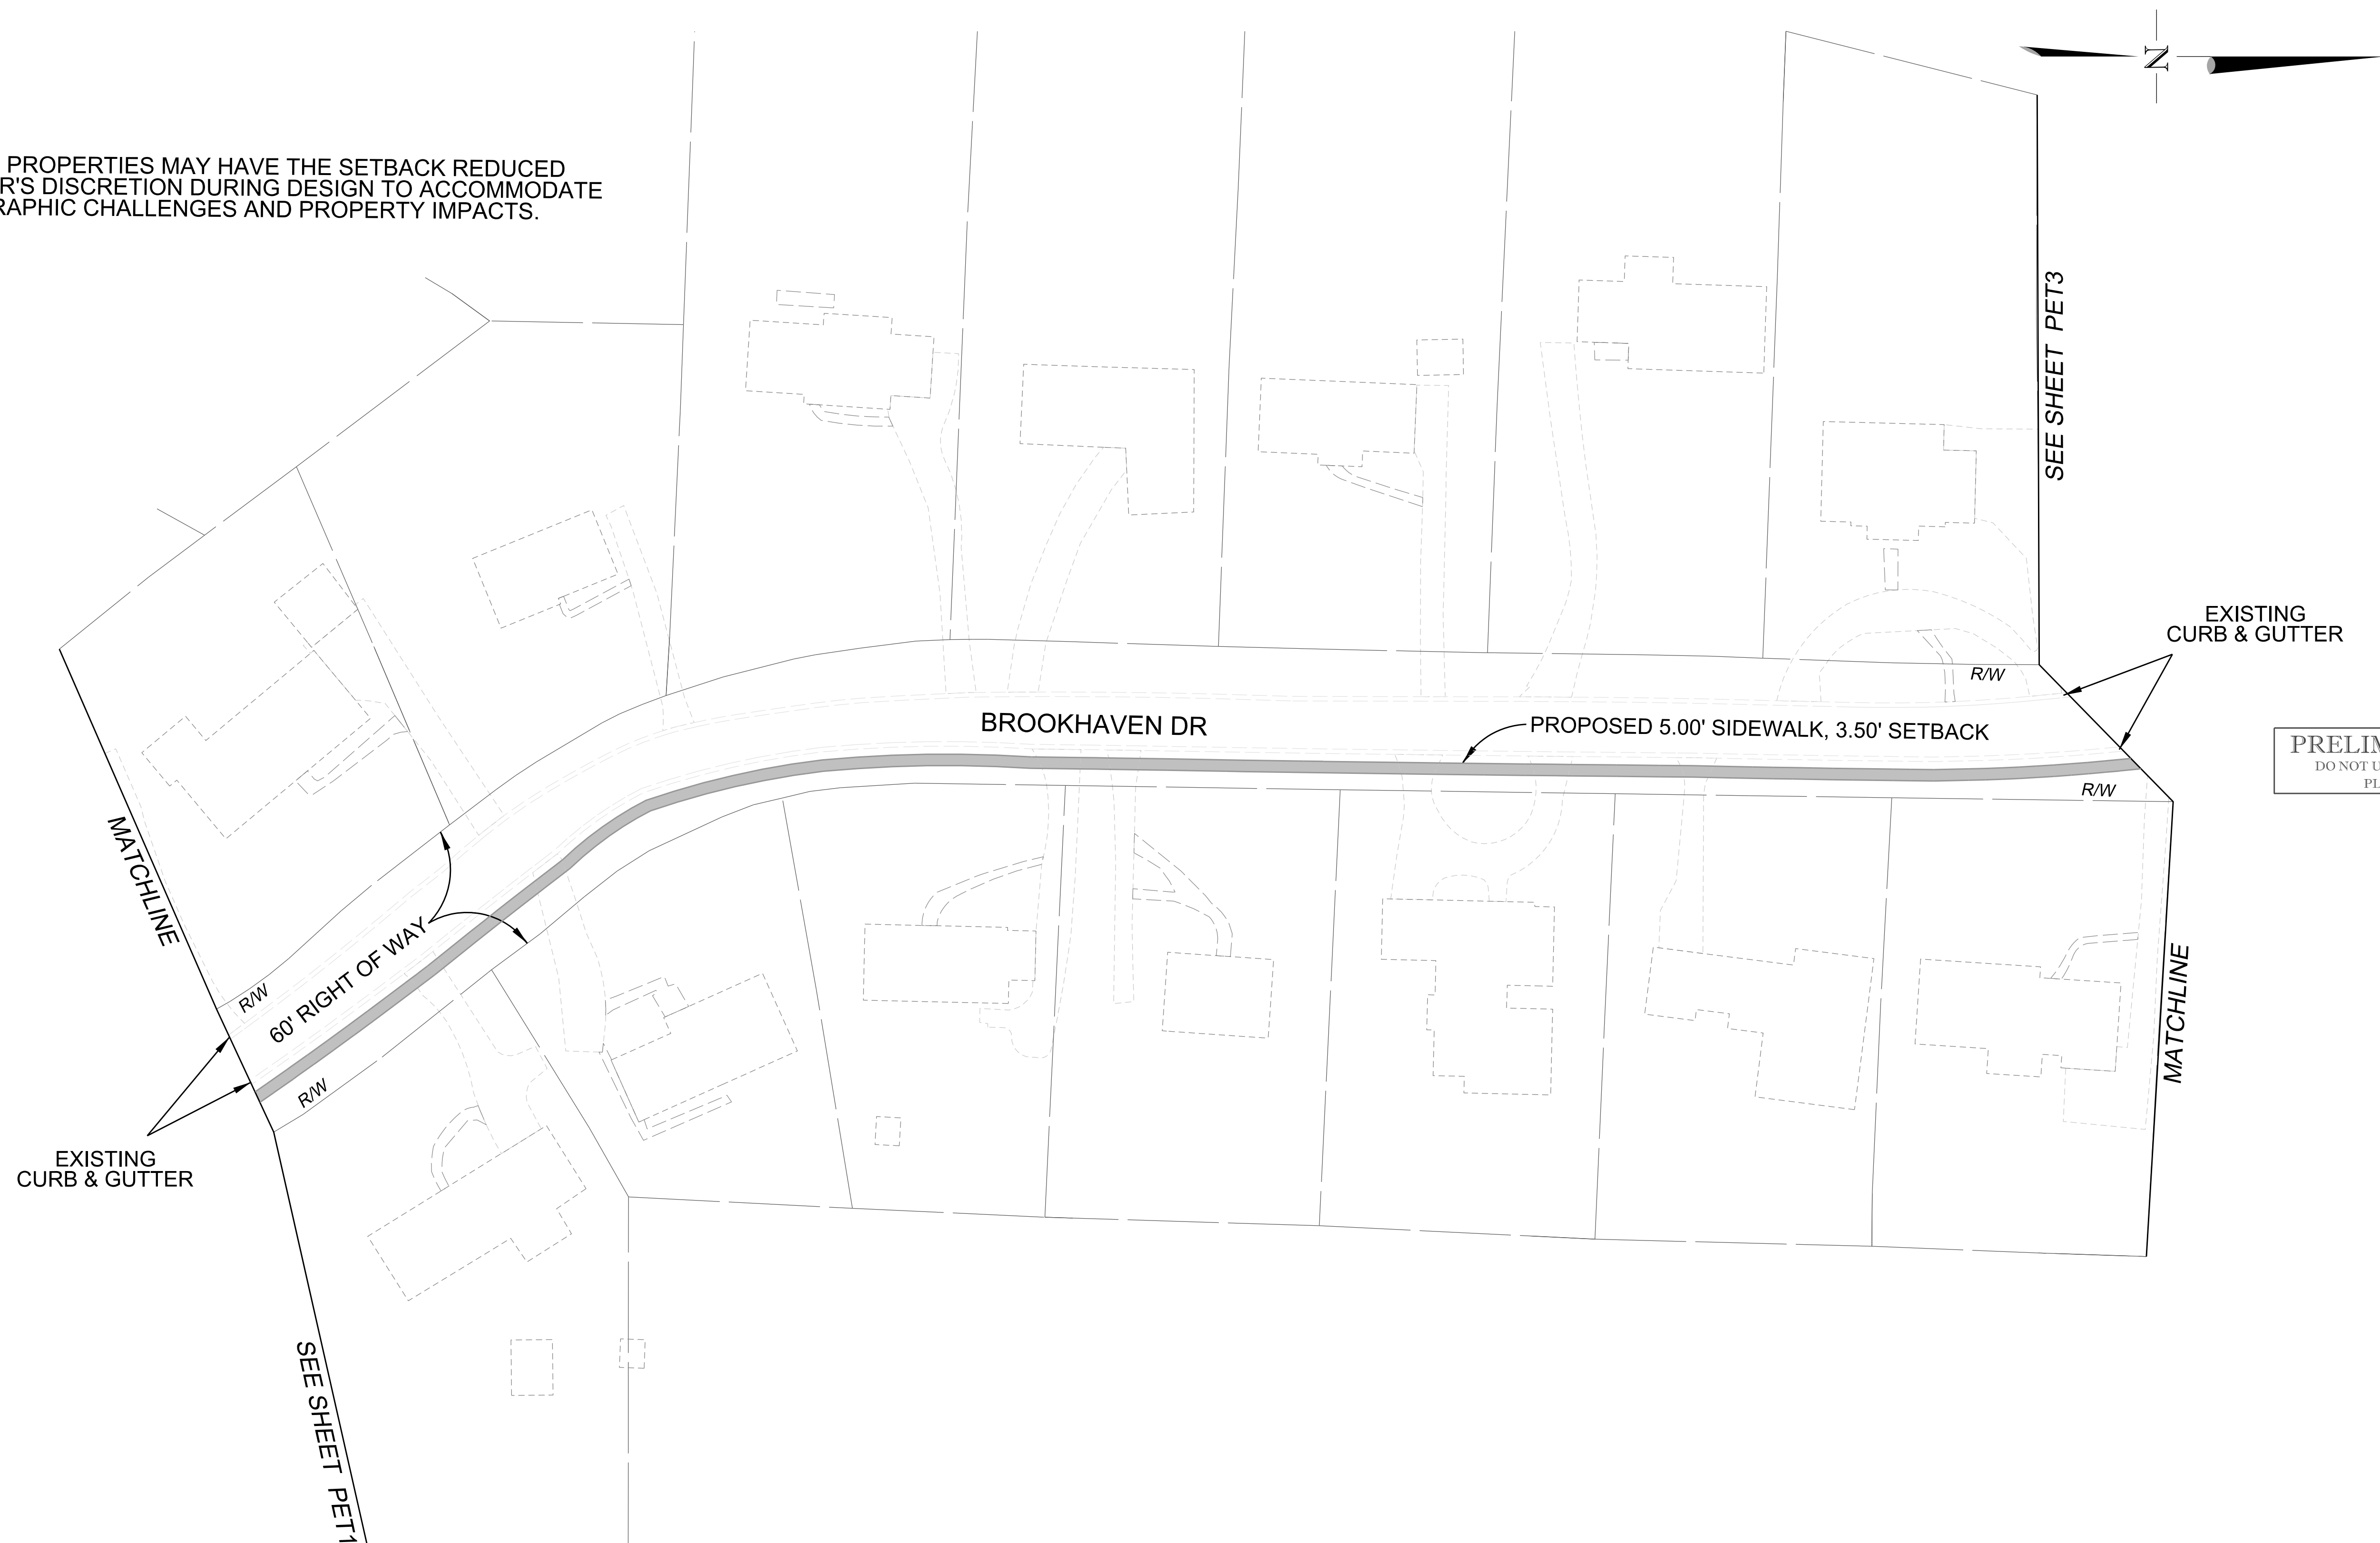 N
PROPERTIES MAY HAVE THE SETBACK REDUCED
R'S DISCRETION DURING DESIGN TO ACCOMMODATE
RAPHIC CHALLENGES AND PROPERTY IMPACTS.
SEE SHEET PET3
EXISTING
CURB & GUTTER
R/W
BROOKHAVEN DR
PROPOSED 5.00' SIDEWALK, 3.50' SETBACK
R/W
PRELIM
DO NOT U
PL
MATCHLINE
60' RIGHT OF WAY
R/W
R/W
MATCHLINE
EXISTING
CURB & GUTTER
SEE SHEET PET1